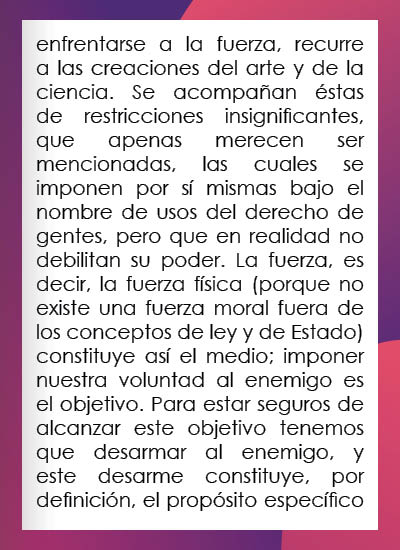 enfrentarse a la fuerza, recurre
a las creaciones del arte y de la
ciencia. Se acompañan éstas
de restricciones insignificantes,
que apenas merecen ser
mencionadas, las cuales se
imponen por sí mismas bajo el
nombre de usos del derecho de
gentes, pero que en realidad no
debilitan su poder. La fuerza, es
decir, la fuerza física (porque no
existe una fuerza moral fuera de
los conceptos de ley y de Estado)
constituye así el medio; imponer
nuestra voluntad al enemigo es
el objetivo. Para estar seguros de
alcanzar este objetivo tenemos
que desarmar al enemigo, y
este desarme constituye, por
definición, el propósito específico